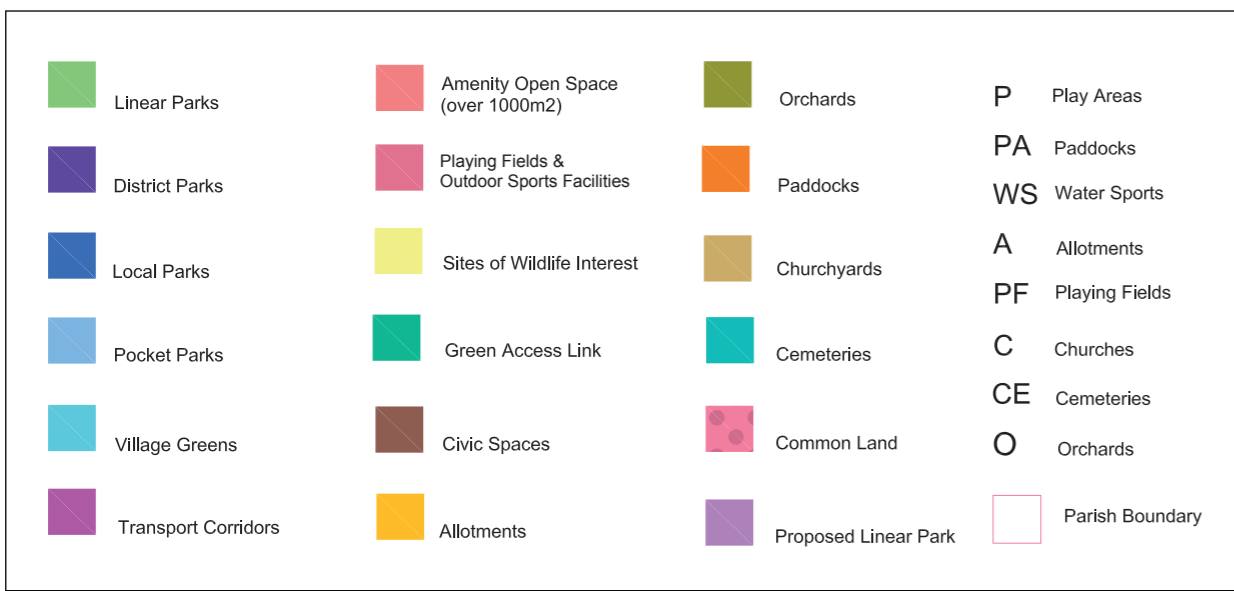 Linear Parks
District Parks
Local Parks
Pocket Parks
Village Greens
Transport Corridors
Amenity Open Space
(over 1000m2)
Playing Fields &
Outdoor Sports Facilities
Sites of Wildlife Interest
Green Access Link
Civic Spaces
Allotments
Orchards
Paddocks
Churchyards
Cemeteries
Common Land
Proposed Linear Park
P Play Areas
PA Paddocks
WS Water Sports
A Allotments
PF Playing Fields
C Churches
CE Cemeteries
O Orchards
Parish Boundary